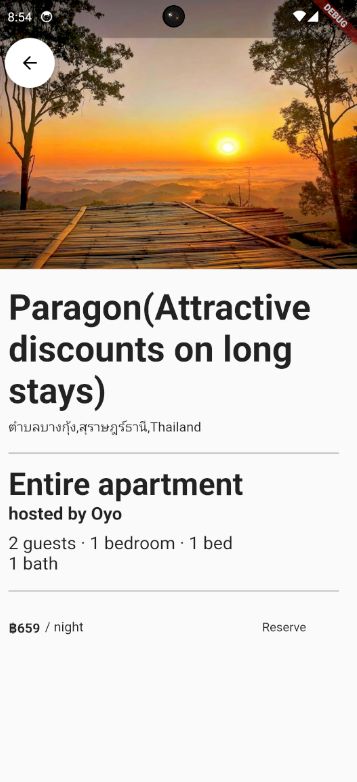 8:54
DEBUG
Paragon(Attractive
discounts on long
stays)
ตำบลบางกุ้ง,สุราษฎร์ธานี,Thailand
Entire apartment
hosted by Oyo
2 guests · 1 bedroom · 1 bed
1 bath
฿659 / night Reserve